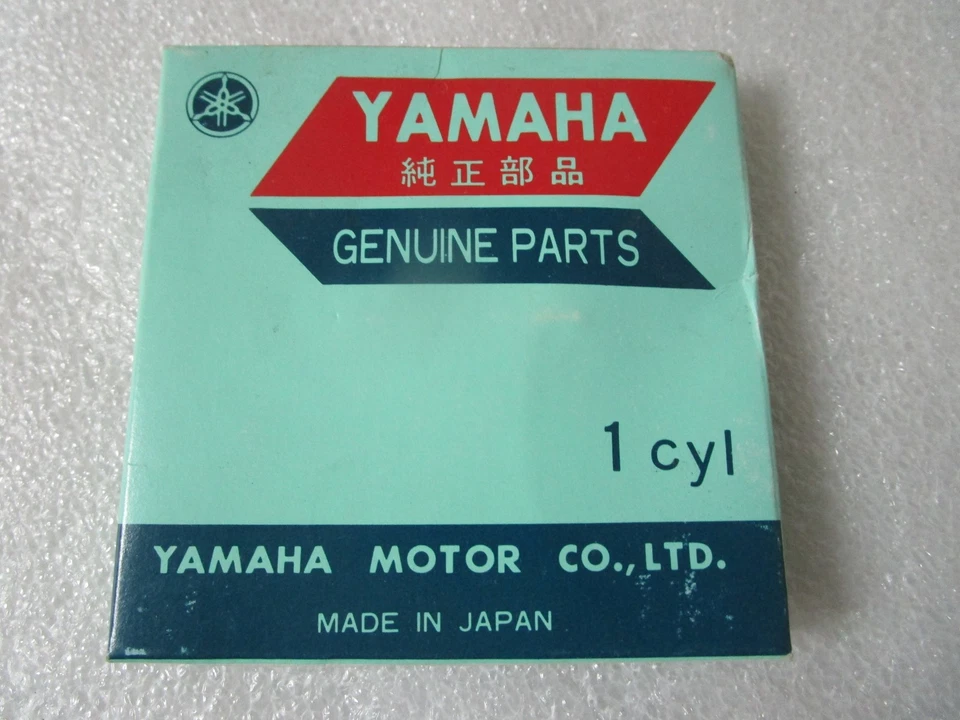 YAMAHA
純正部品
GENUINE PARTS
1 cyl
YAMAHA MOTOR CO., LTD.
MADE IN JAPAN